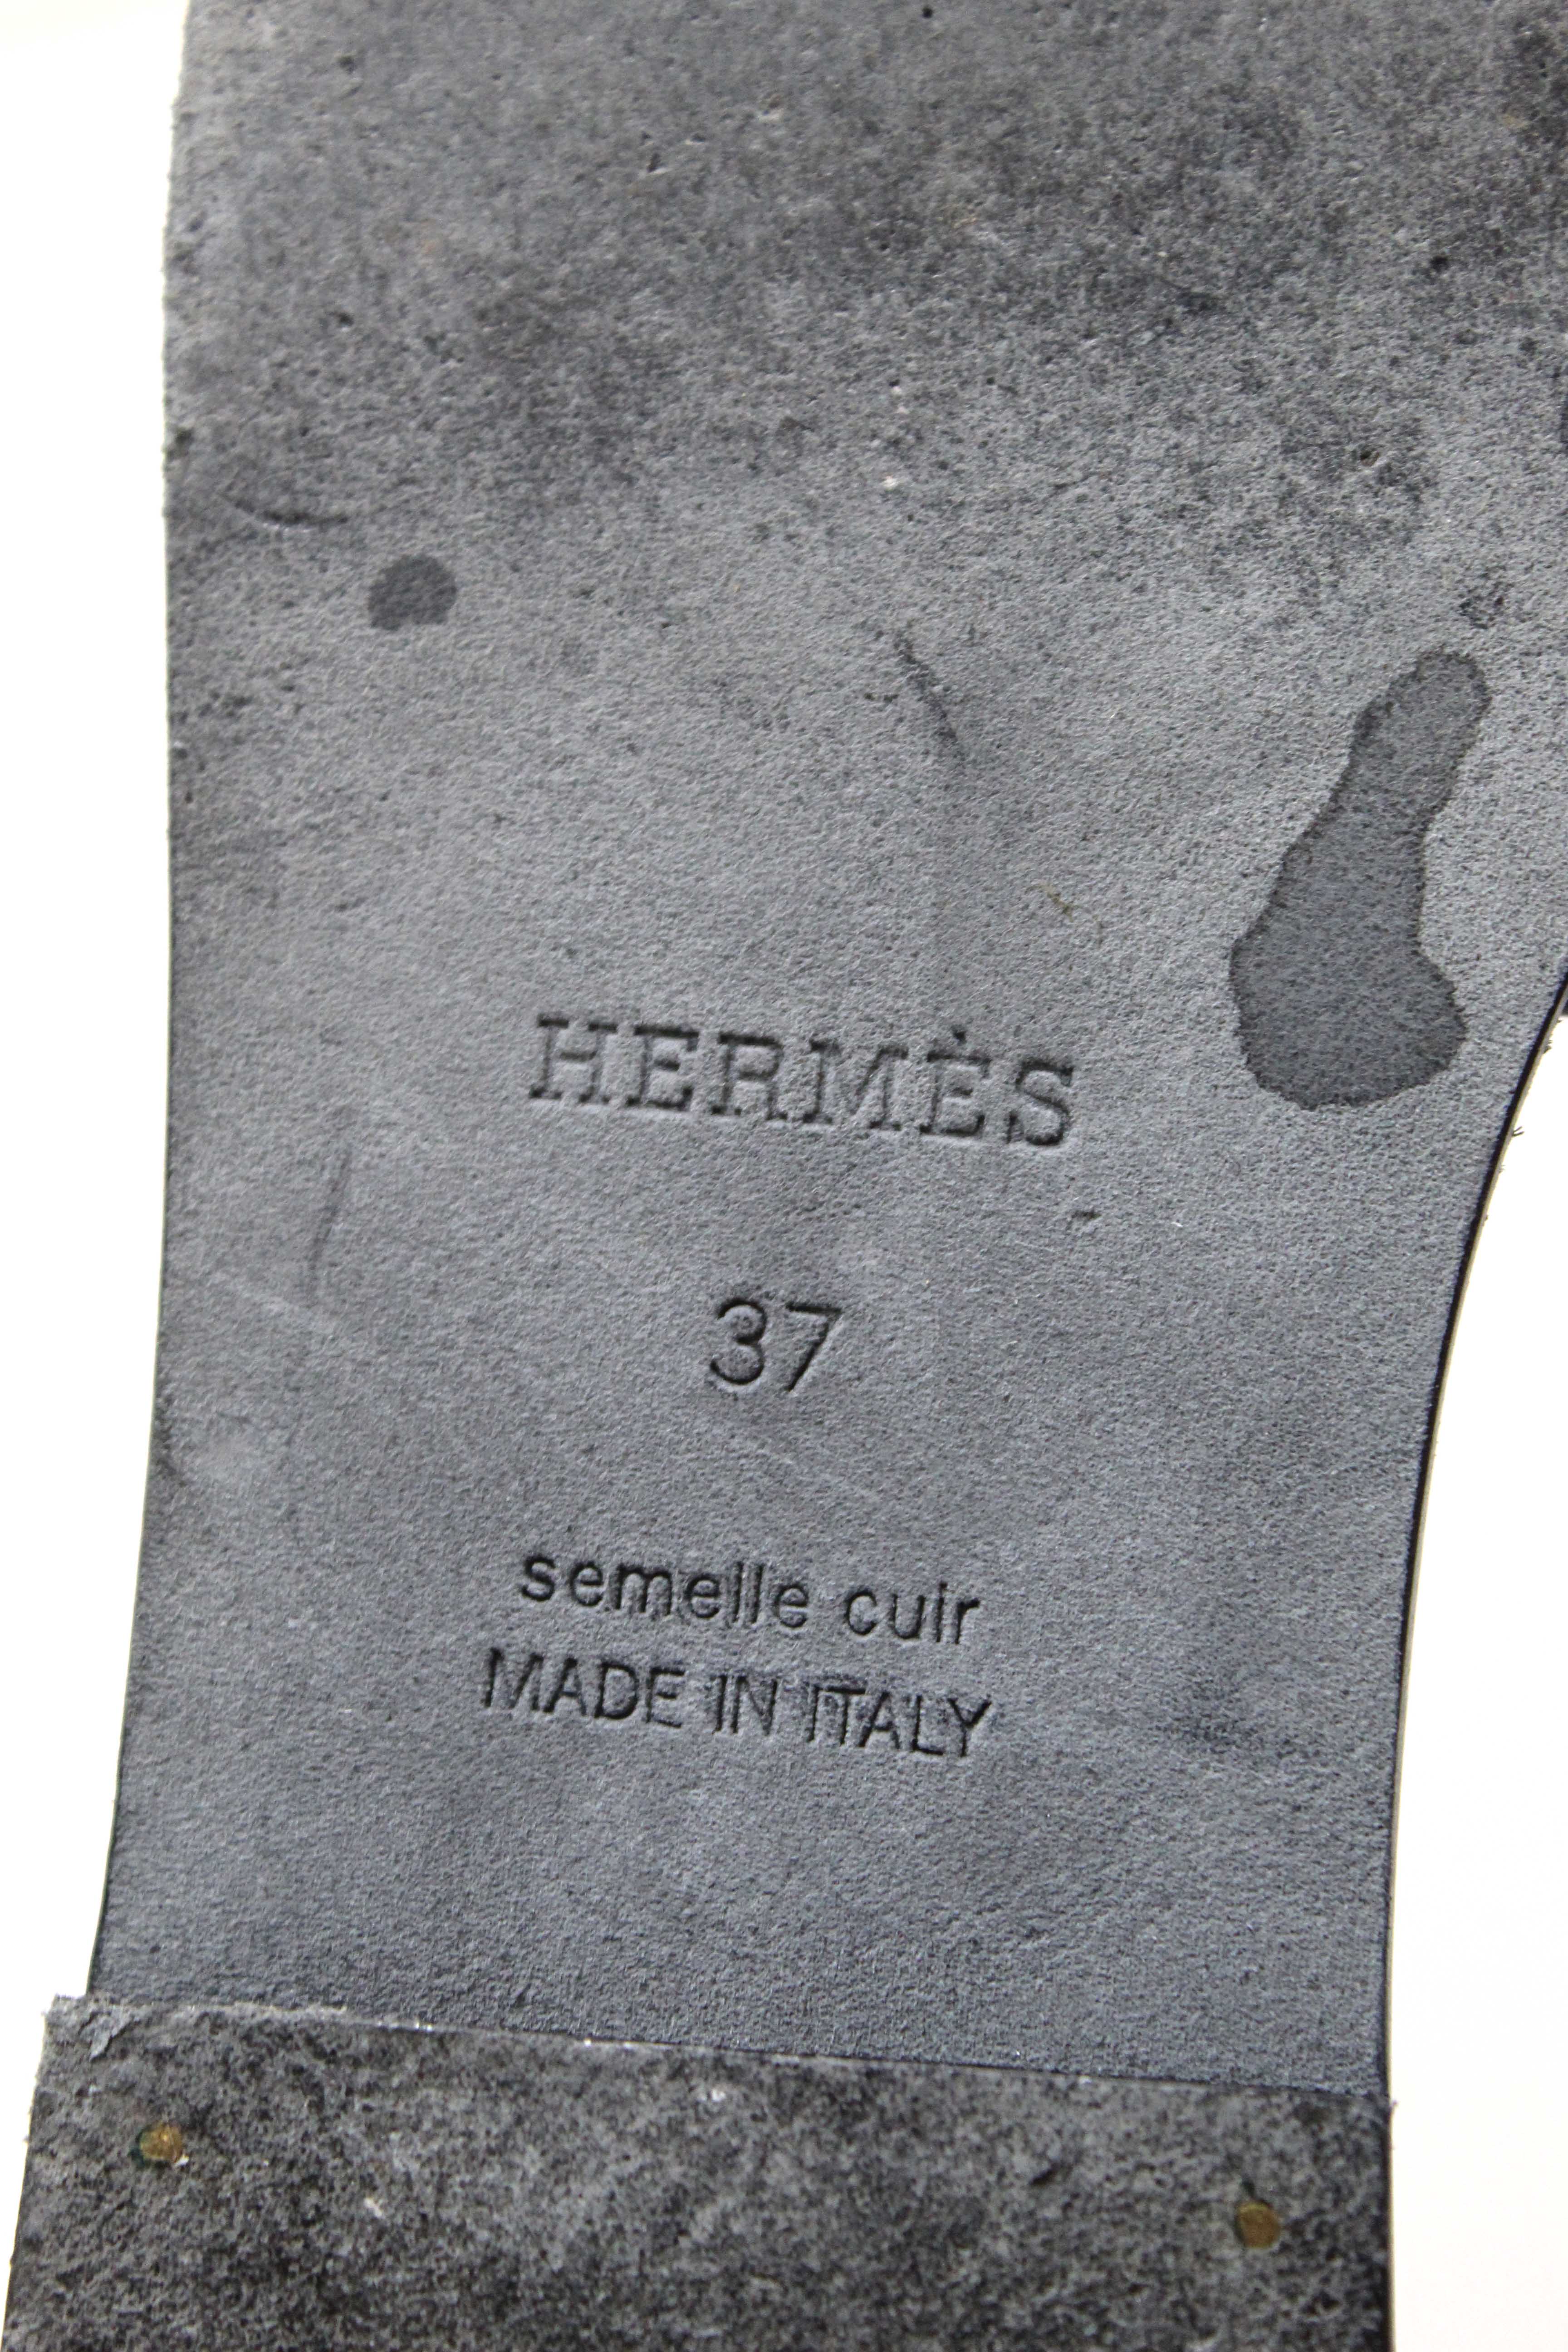 HERMÈS
37
semelle cuir
MADE IN ITALY